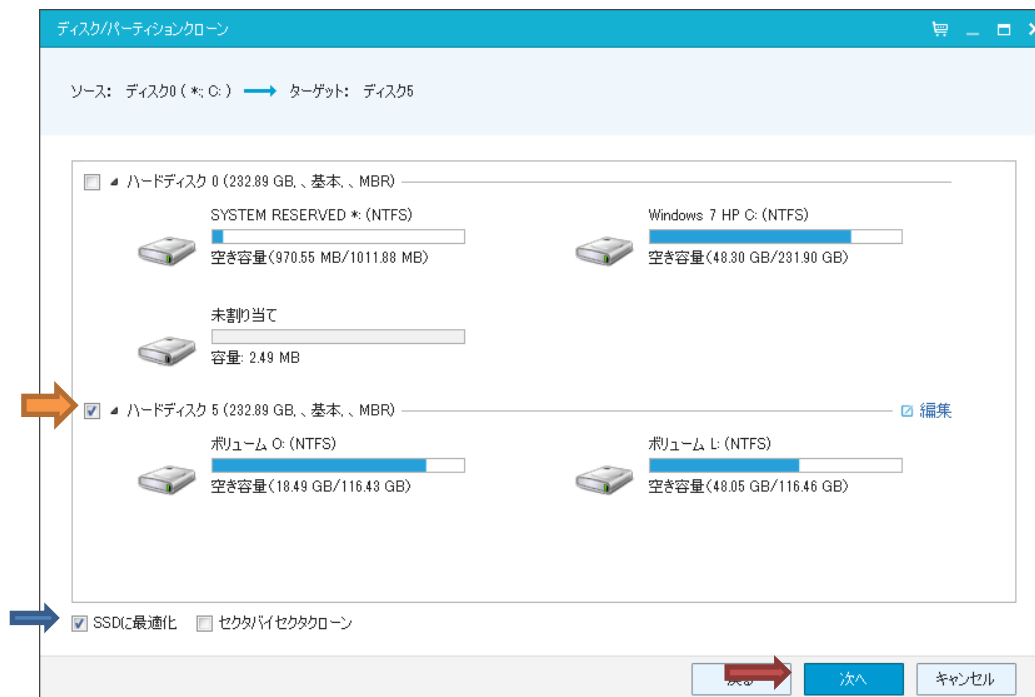 ディスク/パーティションクローン
ソース: ディスク0 ( *:; C: ) ターゲット: ディスク5
ハードディスク 0 (232.89 GB, 、基本, 、MBR)
SYSTEM RESERVED *: (NTFS)
空き容量(970.55 MB/1011.88 MB)
Windows 7 HP C: (NTFS)
空き容量(48.30 GB/231.90 GB)
未割り当て
容量: 2.49 MB
ハードディスク 5 (232.89 GB, 、基本, 、MBR)
編集
ボリューム O: (NTFS)
空き容量(18.49 GB/116.43 GB)
ボリューム L: (NTFS)
空き容量(48.05 GB/116.46 GB)
SSDに最適化 セクタバイセクタクローン
次へ キャンセル